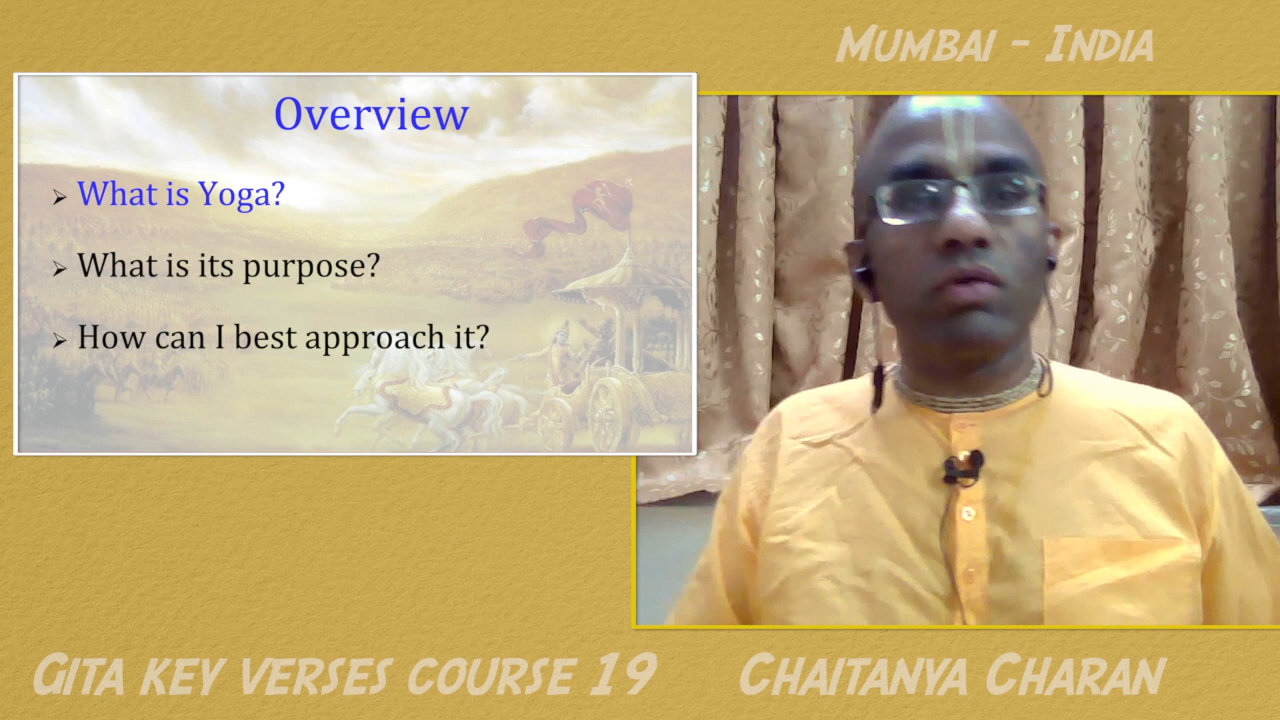 Mumbai - India
Overview
➢ What is Yoga?
➢ What is its purpose?
➢ How can I best approach it?
Gita key verses course 19
Chaitanya Charan